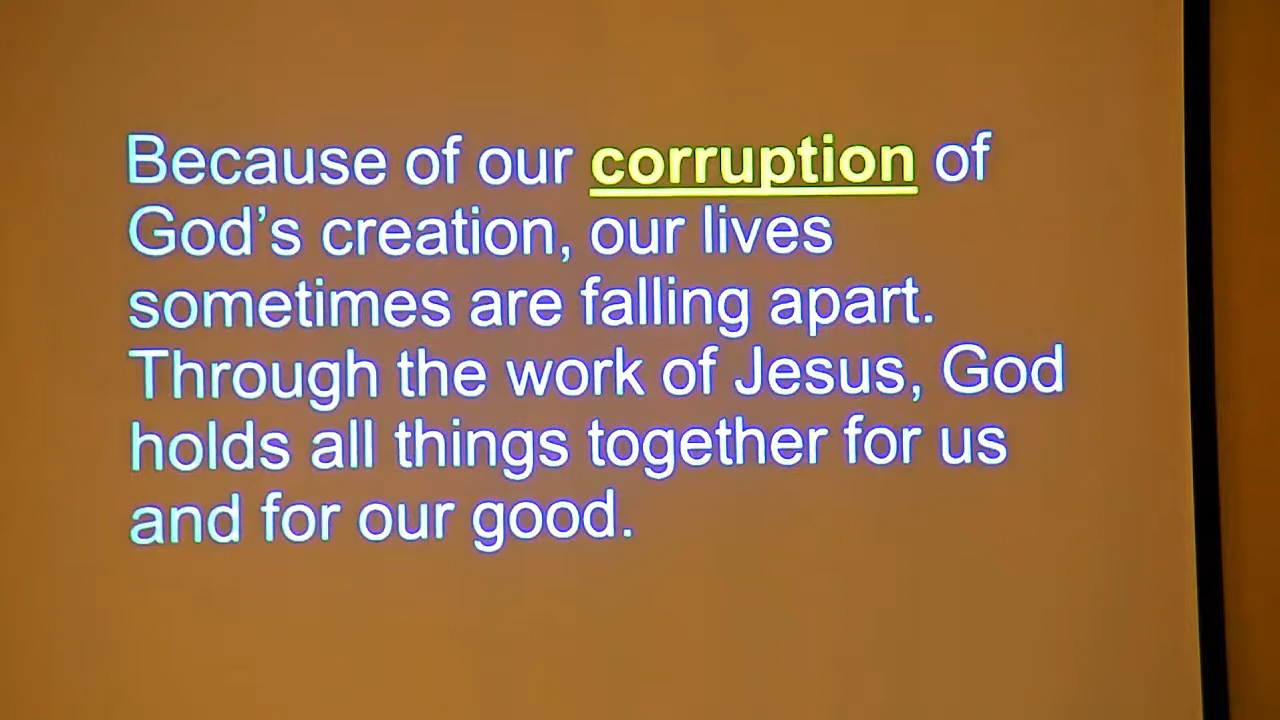 Because of our corruption of
God’s creation, our lives
sometimes are falling apart.
Through the work of Jesus, God
holds all things together for us
and for our good.